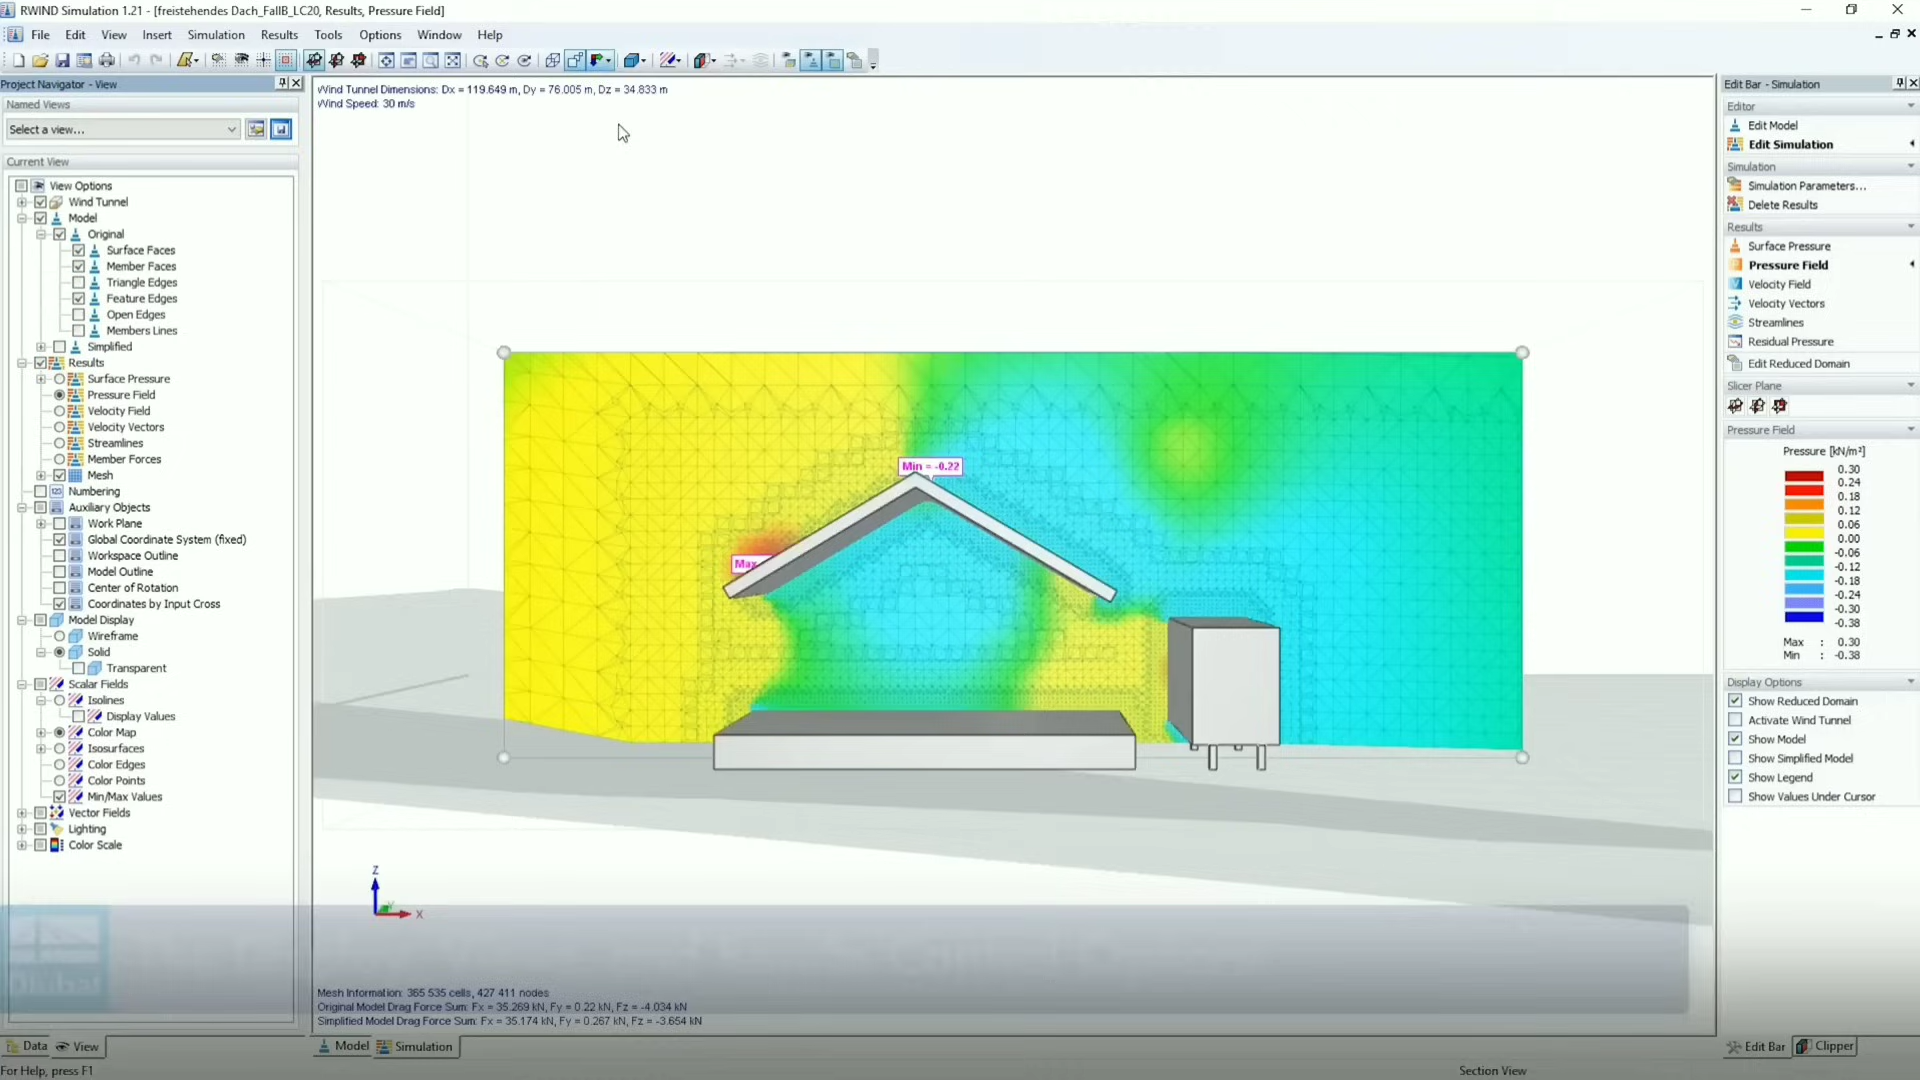 RWIND Simulation 1.21 - [freistehendes Dach_FallB_LC20, Results, Pressure Field]
File Edit View Insert Simulation Results Tools Options Window Help
Project Navigator - View
Named Views
Select a view...
Current View
View Options
Wind Tunnel
Model
Original
Surface Faces
Member Faces
Triangle Edges
Feature Edges
Open Edges
Members Lines
Simplified
Results
Surface Pressure
Pressure Field
Velocity Field
Velocity Vectors
Streamlines
Member Forces
Mesh
Numbering
Auxiliary Objects
Work Plane
Global Coordinate System (fixed)
Workspace Outline
Model Outline
Center of Rotation
Coordinates by Input Cross
Model Display
Wireframe
Solid
Transparent
Scalar Fields
Isolines
Display Values
Color Map
Isosurfaces
Color Edges
Color Points
Min/Max Values
Vector Fields
Lighting
Color Scale
Data View
For Help, press F1
Wind Tunnel Dimensions: Dx = 119.649 m, Dy = 76.005 m, Dz = 34.833 m
Wind Speed: 30 m/s
Min = -0.22
Max
Z
Y
X
Mesh Information: 365 535 cells, 427 411 nodes
Original Model Drag Force Sum: Fx = 35.269 kN, Fy = 0.22 kN, Fz = -4.034 kN
Simplified Model Drag Force Sum: Fx = 35.174 kN, Fy = 0.267 kN, Fz = -3.654 kN
Model Simulation
Edit Bar - Simulation
Editor
Edit Model
Edit Simulation
Simulation
Simulation Parameters...
Delete Results
Results
Surface Pressure
Pressure Field
Velocity Field
Velocity Vectors
Streamlines
Residual Pressure
Edit Reduced Domain
Slicer Plane
Pressure Field
Pressure [kN/m²]
0.30
0.24
0.18
0.12
0.06
0.00
-0.06
-0.12
-0.18
-0.24
-0.30
-0.38
Max : 0.30
Min : -0.38
Display Options
Show Reduced Domain
Activate Wind Tunnel
Show Model
Show Simplified Model
Show Legend
Show Values Under Cursor
Edit Bar Clipper
Section View